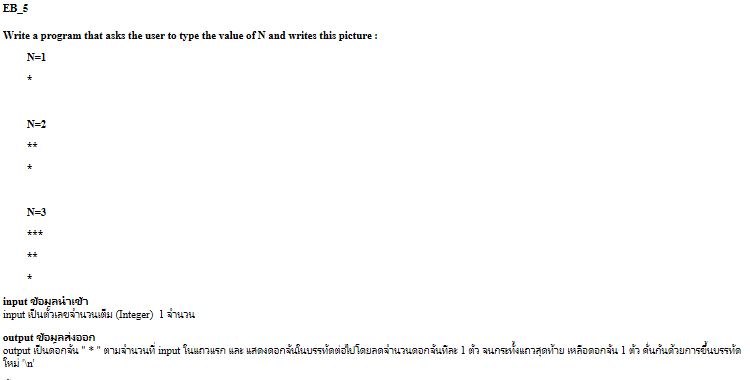 EB_5
Write a program that asks the user to type the value of N and writes this picture :
N=1
*
N=2
**
*
N=3
***
**
*
input ข้อมูลนำเข้า
input เป็นตัวเลขจำนวนเต็ม (Integer) 1 จำนวน
output ข้อมูลส่งออก
output เป็นดอกจัน " * " ตามจำนวนที่ input ในแถวแรก และ แสดงดอกจันในบรรทัดต่อไปโดยลดจำนวนดอกจันทีละ 1 ตัว จนกระทั่งแถวสุดท้าย เหลือดอกจัน 1 ตัว คั่นกันด้วยการขึ้นบรรทัด
ใหม่ '\n'